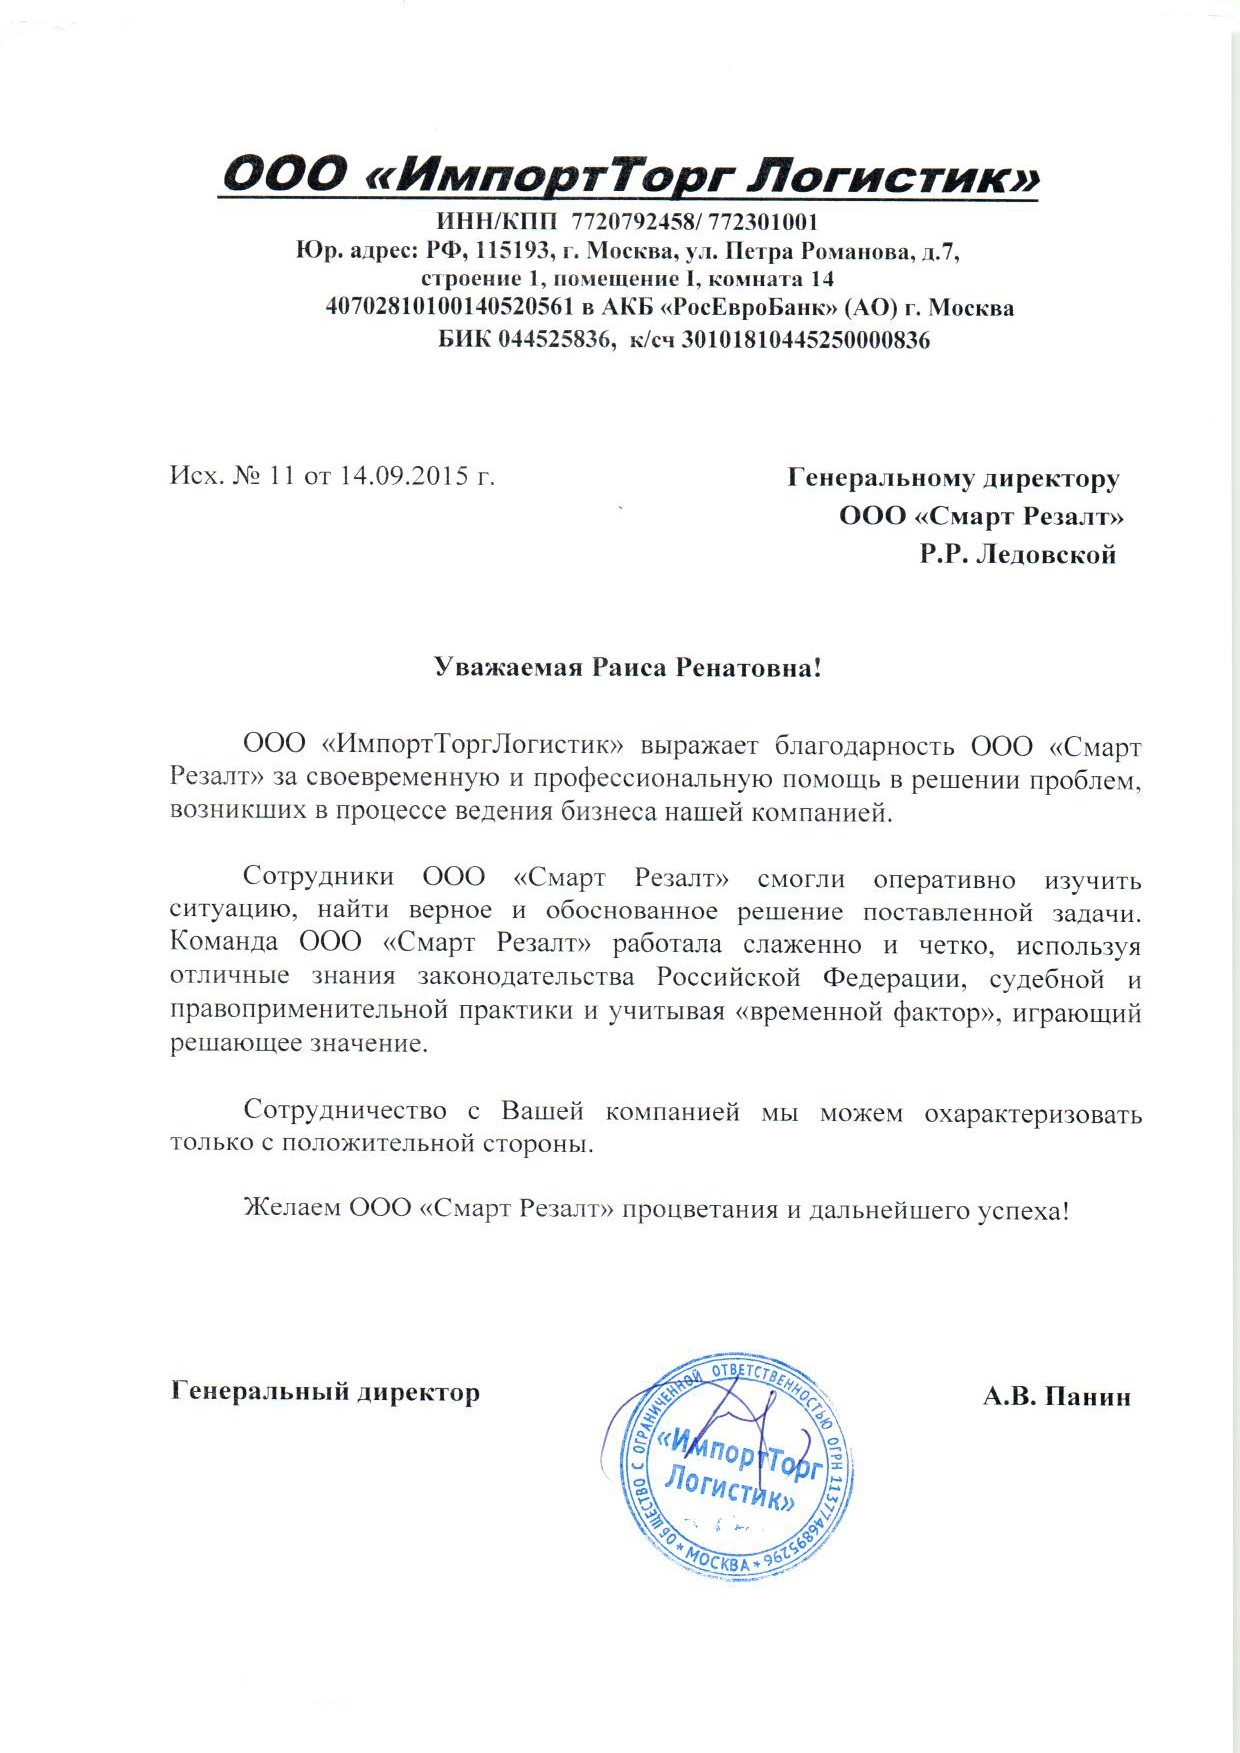 ООО «ИмпортТорг Логистик»
ИНН/КПП 7720792458/ 772301001
Юр. адрес: РФ, 115193, г. Москва, ул. Петра Романова, д.7,
строение 1, помещение I, комната 14
40702810100140520561 в АКБ «РосЕвроБанк» (АО) г. Москва
БИК 044525836, к/сч 30101810445250000836
Исх. № 11 от 14.09.2015 г.
Генеральному директору
ООО «Смарт Резалт»
Р.Р. Ледовской
Уважаемая Раиса Ренатовна!
ООО «ИмпортТоргЛогистик» выражает благодарность ООО «Смарт
Резалт» за своевременную и профессиональную помощь в решении проблем,
возникших в процессе ведения бизнеса нашей компанией.
Сотрудники ООО «Смарт Резалт» смогли оперативно изучить
ситуацию, найти верное и обоснованное решение поставленной задачи.
Команда ООО «Смарт Резалт» работала слаженно и четко, используя
отличные знания законодательства Российской Федерации, судебной и
правоприменительной практики и учитывая «временной фактор», играющий
решающее значение.
Сотрудничество с Вашей компанией мы можем охарактеризовать
только с положительной стороны.
Желаем ООО «Смарт Резалт» процветания и дальнейшего успеха!
Генеральный директор
А.В. Панин
ОБЩЕСТВО С ОГРАНИЧЕННОЙ ОТВЕТСТВЕННОСТЬЮ ОГРН 1137746895296
«ИмпортТорг
Логистик»
* МОСКВА *